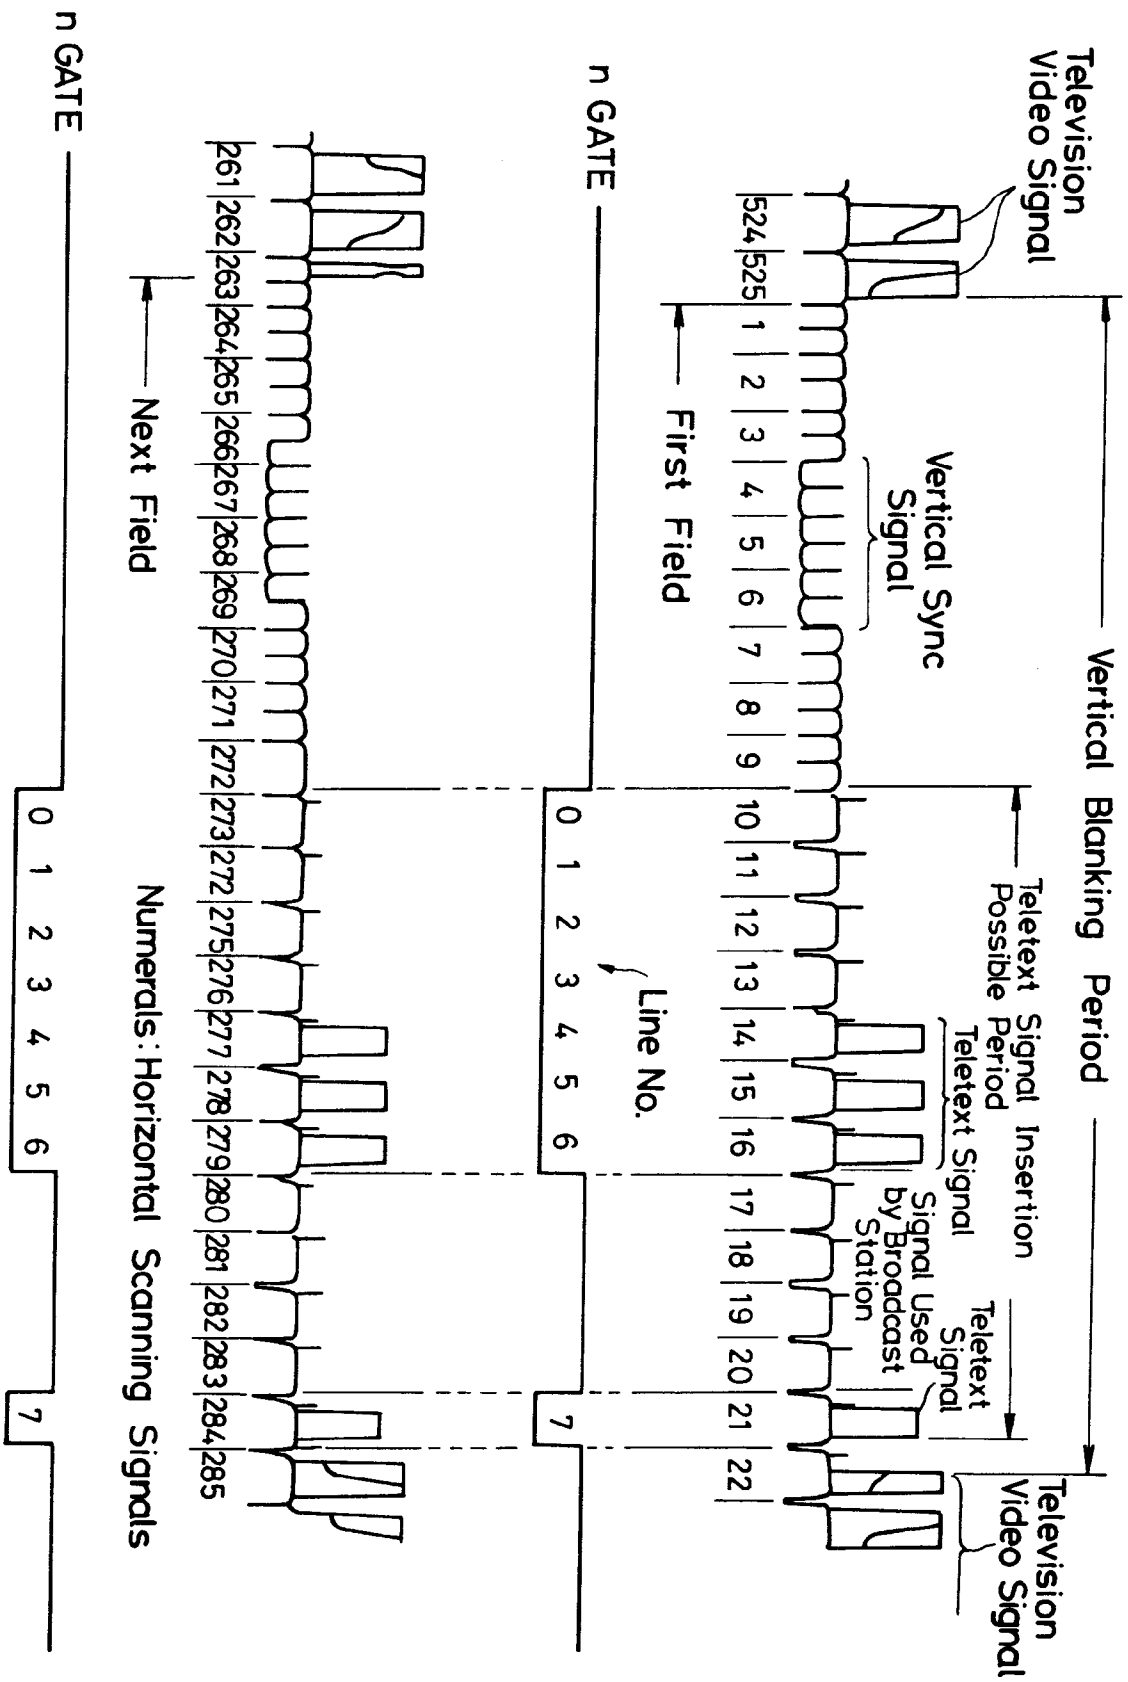 Television
Video Signal
Vertical Blanking Period
Television
Video Signal
Teletext Signal Insertion
Possible Period
Vertical Sync
Signal
Teletext Signal
Teletext
Signal
Signal Used
by Broadcast
Station
524 525 1 2 3 4 5 6 7 8 9 10 11 12 13 14 15 16 17 18 19 20 21 22
First Field
Line No.
n GATE
0 1 2 3 4 5 6 7
261 262 263 264 265 266 267 268 269 270 271 272 273 272 275 276 277 278 279 280 281 282 283 284 285
Next Field
Numerals: Horizontal Scanning Signals
n GATE
0 1 2 3 4 5 6 7